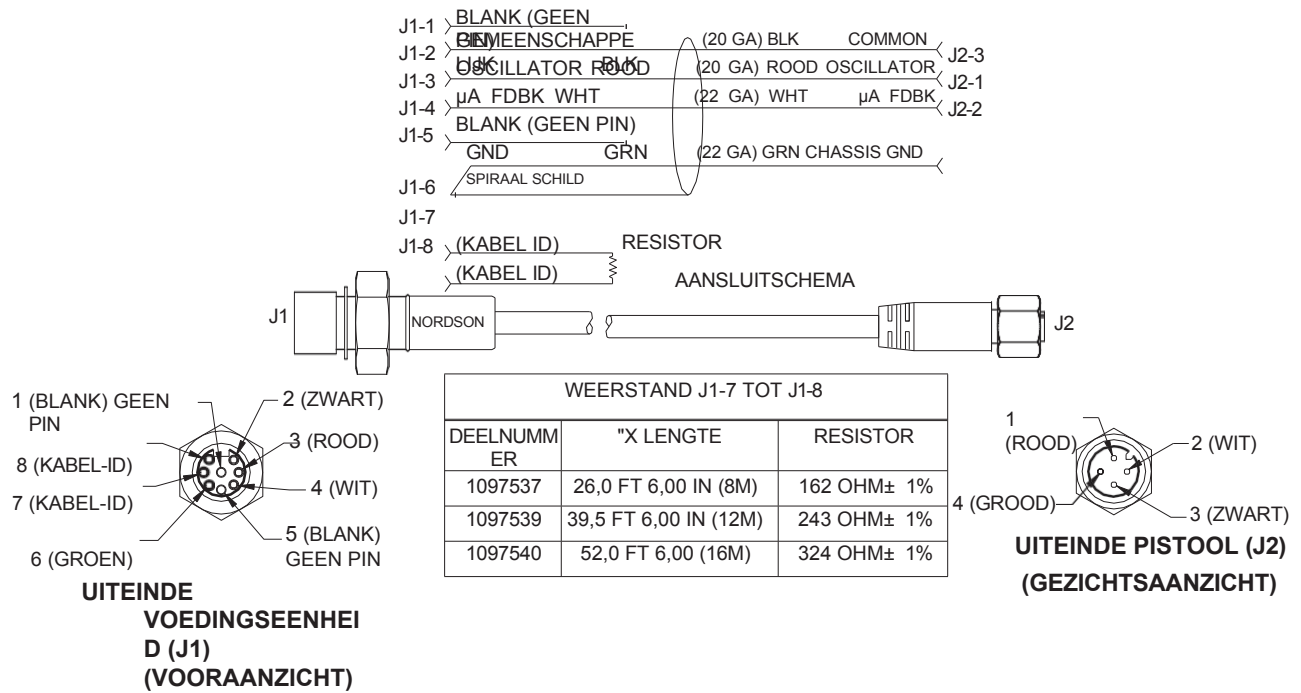 J1-1 BLANK (GEEN PIN)
J1-2 GEMEENSCHAPPELIJK BLK (20 GA) BLK COMMON J2-3
J1-3 OSCILLATOR ROOD (20 GA) ROOD OSCILLATOR J2-1
J1-4 µA FDBK WHT (22 GA) WHT µA FDBK J2-2
J1-5 BLANK (GEEN PIN)
GND GRN (22 GA) GRN CHASSIS GND
J1-6 SPIRAAL SCHILD
J1-7
J1-8 (KABEL ID) RESISTOR
(KABEL ID)
AANSLUITSCHEMA
J1 NORDSON J2
1 (BLANK) GEEN
PIN
2 (ZWART)
3 (ROOD)
8 (KABEL-ID)
4 (WIT)
7 (KABEL-ID)
5 (BLANK)
GEEN PIN
6 (GROEN)
UITEINDE
VOEDINGSEENHEI
D (J1)
(VOORAANZICHT)
WEERSTAND J1-7 TOT J1-8
DEELNUMM
ER "X LENGTE RESISTOR
1097537 26,0 FT 6,00 IN (8M) 162 OHM± 1%
1097539 39,5 FT 6,00 IN (12M) 243 OHM± 1%
1097540 52,0 FT 6,00 (16M) 324 OHM± 1%
1
(ROOD)
2 (WIT)
4 (GROOD)
3 (ZWART)
UITEINDE PISTOOL (J2)
(GEZICHTSAANZICHT)